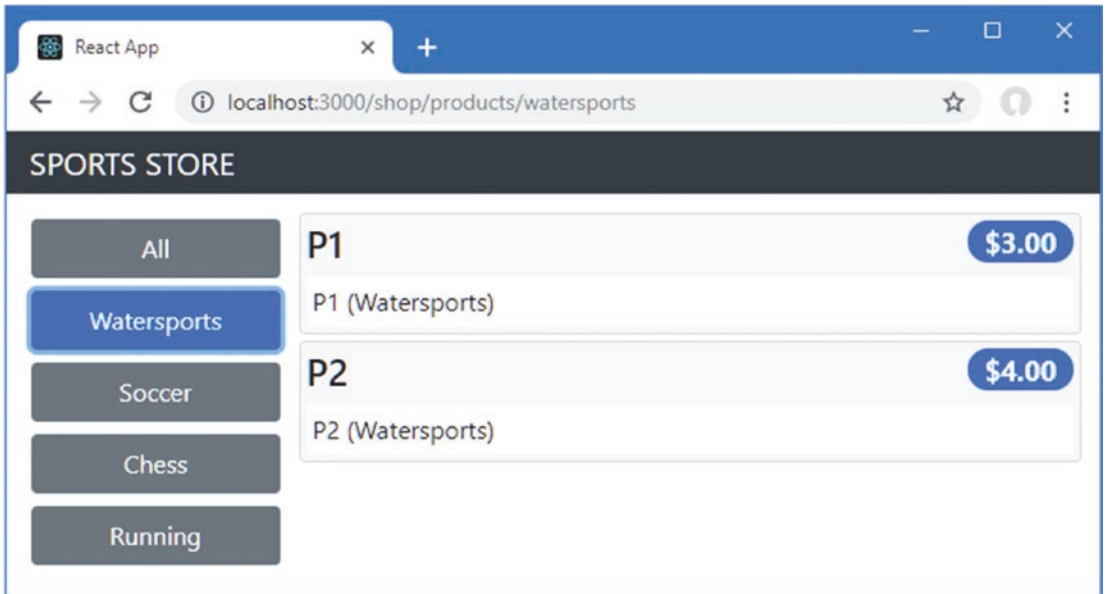 React App
localhost:3000/shop/products/watersports
SPORTS STORE
All
Watersports
Soccer
Chess
Running
P1
$3.00
P1 (Watersports)
P2
$4.00
P2 (Watersports)